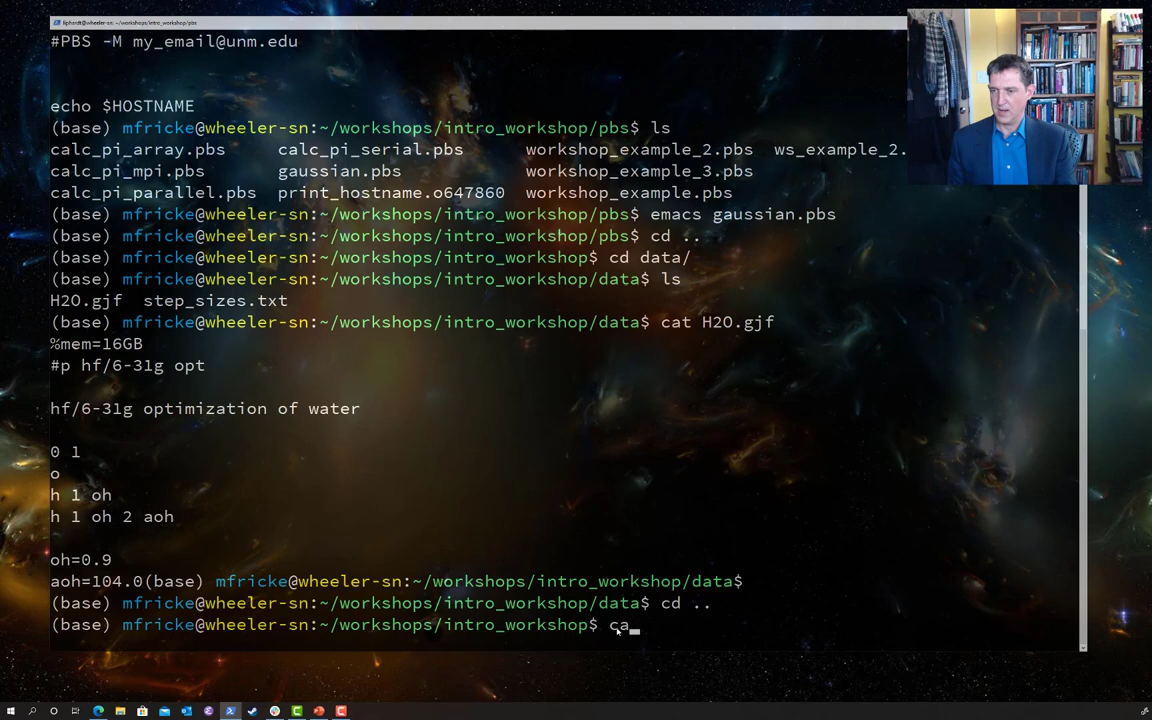 liphardt@wheeler-sn: ~/workshops/intro_workshop/pbs
#PBS -M my_email@unm.edu
echo $HOSTNAME
(base) mfricke@wheeler-sn:~/workshops/intro_workshop/pbs$ ls
calc_pi_array.pbs calc_pi_serial.pbs workshop_example_2.pbs ws_example_2.
calc_pi_mpi.pbs gaussian.pbs workshop_example_3.pbs
calc_pi_parallel.pbs print_hostname.o647860 workshop_example.pbs
(base) mfricke@wheeler-sn:~/workshops/intro_workshop/pbs$ emacs gaussian.pbs
(base) mfricke@wheeler-sn:~/workshops/intro_workshop/pbs$ cd ..
(base) mfricke@wheeler-sn:~/workshops/intro_workshop$ cd data/
(base) mfricke@wheeler-sn:~/workshops/intro_workshop/data$ ls
H2O.gjf step_sizes.txt
(base) mfricke@wheeler-sn:~/workshops/intro_workshop/data$ cat H2O.gjf
%mem=16GB
#p hf/6-31g opt
hf/6-31g optimization of water
0 1
o
h 1 oh
h 1 oh 2 aoh
oh=0.9
aoh=104.0(base) mfricke@wheeler-sn:~/workshops/intro_workshop/data$
(base) mfricke@wheeler-sn:~/workshops/intro_workshop/data$ cd ..
(base) mfricke@wheeler-sn:~/workshops/intro_workshop$ ca